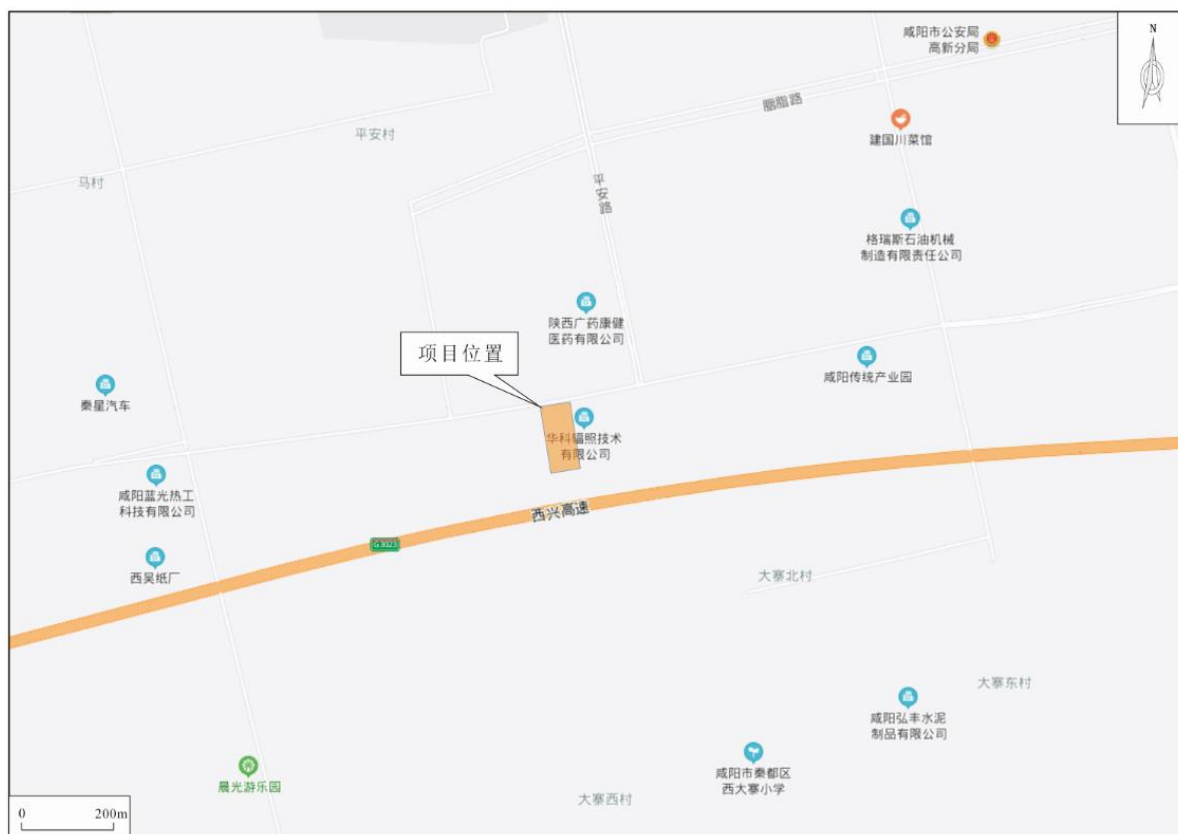 咸阳市公安局
高新分局
N
胭脂路
建国川菜馆
平安村
马村
平安路
格瑞斯石油机械
制造有限责任公司
陕西广药康健
医药有限公司
项目位置
咸阳传统产业园
秦星汽车
华科辐照技术
有限公司
咸阳蓝光热工
科技有限公司
西兴高速
G3023
西吴纸厂
大寨北村
大寨东村
咸阳弘丰水泥
制品有限公司
咸阳市秦都区
西大寨小学
晨光游乐园
大寨西村
0 200m